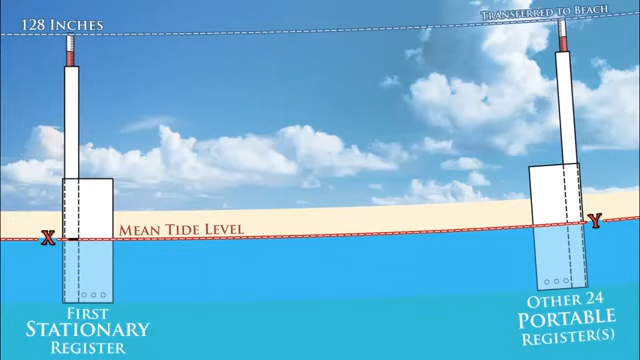 128 Inches
Transferred to Beach
X
Mean Tide Level
Y
First
Stationary
Register
Other 24
Portable
Register(s)